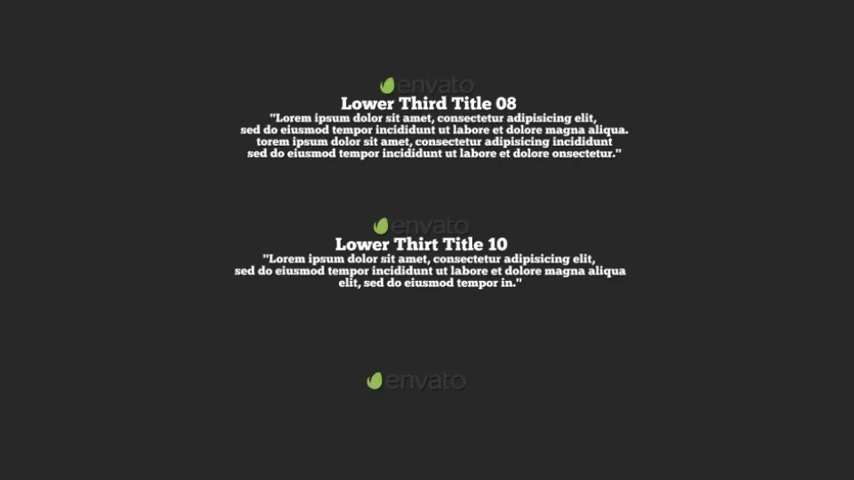 envato
Lower Third Title 08
"Lorem ipsum dolor sit amet, consectetur adipisicing elit,
sed do eiusmod tempor incididunt ut labore et dolore magna aliqua.
torem ipsum dolor sit amet, consectetur adipisicing incididunt
sed do eiusmod tempor incididunt ut labore et dolore onsectetur."
envato
Lower Thirt Title 10
"Lorem ipsum dolor sit amet, consectetur adipisicing elit,
sed do eiusmod tempor incididunt ut labore et dolore magna aliqua
elit, sed do eiusmod tempor in."
envato